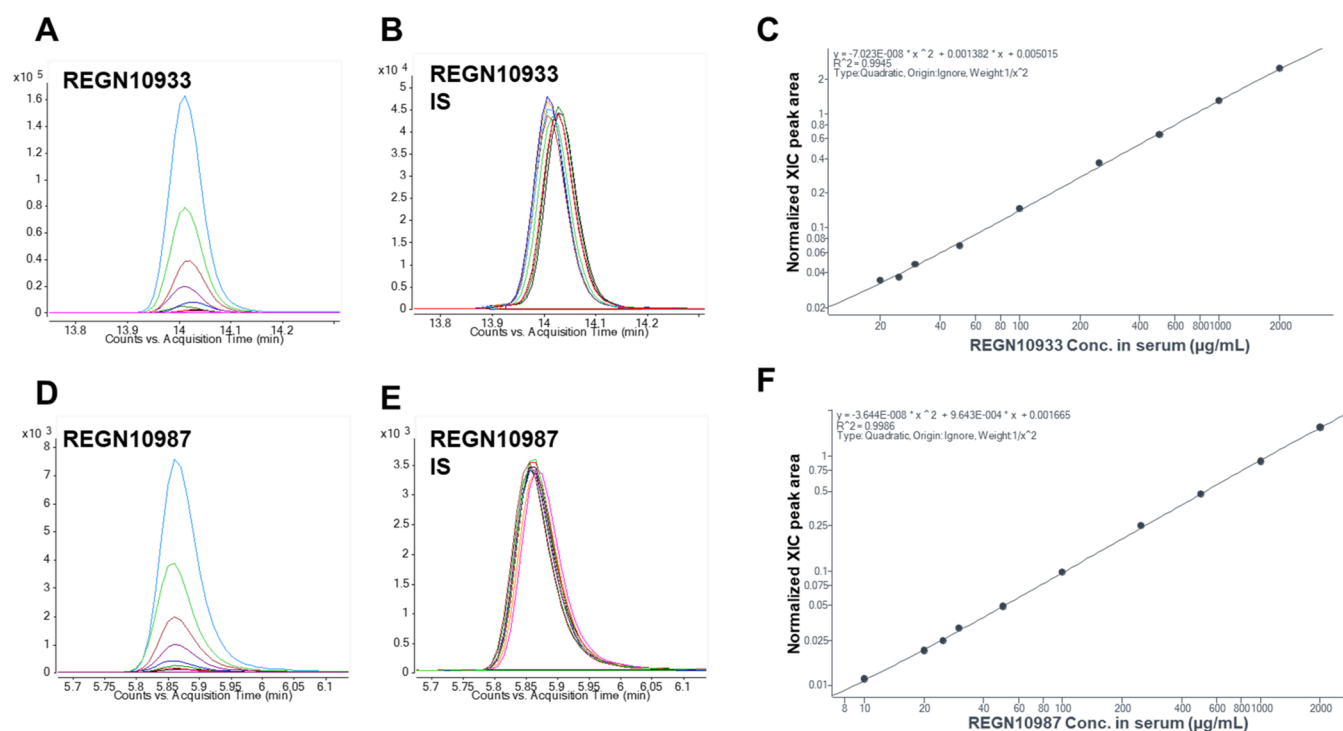 A
REGN10933
x10 5
1.6
1.4
1.2
1
0.8
0.6
0.4
0.2
0
13.8 13.9 14 14.1 14.2
Counts vs. Acquisition Time (min)
B
REGN10933
IS
x10 4
5
4.5
4
3.5
3
2.5
2
1.5
1
0.5
0
13.8 13.9 14 14.1 14.2
Counts vs. Acquisition Time (min)
C
y = -7.023E-008 * x ^ 2 + 0.001382 * x + 0.005015
R^2 = 0.9945
Type:Quadratic, Origin:Ignore, Weight:1/x^2
Normalized XIC peak area
2
1
0.8
0.6
0.4
0.2
0.1
0.08
0.06
0.04
0.02
20 40 60 80 100 200 400 600 8001000 2000
REGN10933 Conc. in serum (µg/mL)
D
REGN10987
x10 3
8
7
6
5
4
3
2
1
0
5.7 5.75 5.8 5.85 5.9 5.95 6 6.05 6.1
Counts vs. Acquisition Time (min)
E
REGN10987
IS
x10 3
3.5
3
2.5
2
1.5
1
0.5
0
5.7 5.75 5.8 5.85 5.9 5.95 6 6.05 6.1
Counts vs. Acquisition Time (min)
F
y = -3.644E-008 * x ^ 2 + 9.643E-004 * x + 0.001665
R^2 = 0.9986
Type:Quadratic, Origin:Ignore, Weight:1/x^2
Normalized XIC peak area
1
0.75
0.5
0.25
0.1
0.075
0.05
0.025
0.01
8 10 20 40 60 80 100 200 400 600 8001000 2000
REGN10987 Conc. in serum (µg/mL)